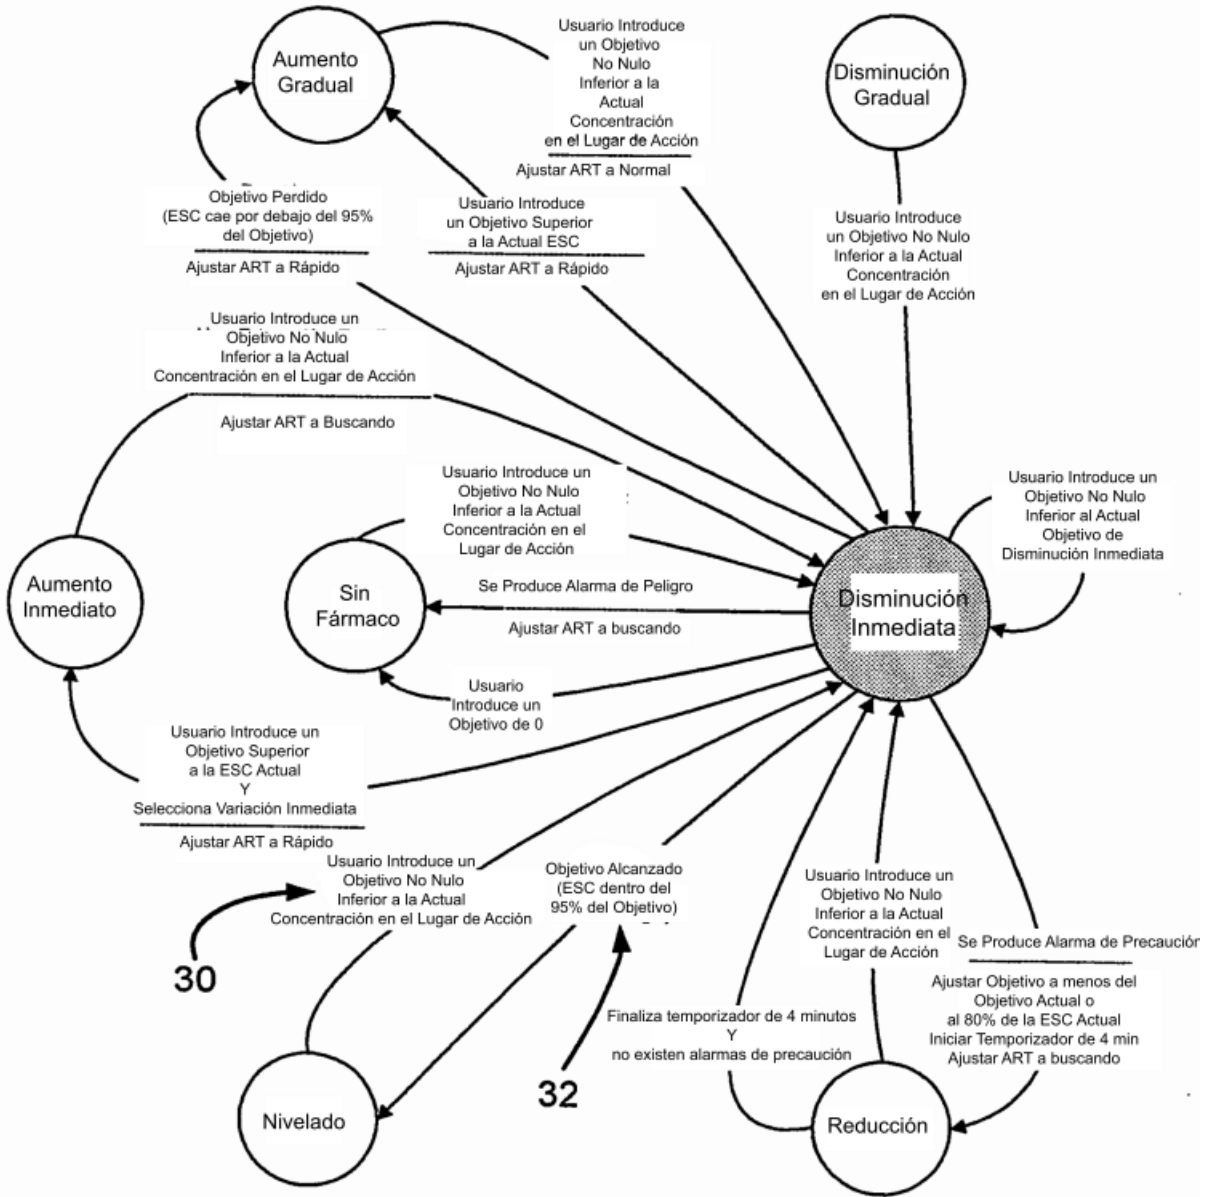 Aumento
Gradual
Usuario Introduce
un Objetivo
No Nulo
Inferior a la
Actual
Concentración
en el Lugar de Acción
Ajustar ART a Normal
Disminución
Gradual
Objetivo Perdido
(ESC cae por debajo del 95%
del Objetivo)
Ajustar ART a Rápido
Usuario Introduce
un Objetivo Superior
a la Actual ESC
Ajustar ART a Rápido
Usuario Introduce
un Objetivo No Nulo
Inferior a la Actual
Concentración
en el Lugar de Acción
Usuario Introduce un
Objetivo No Nulo
Inferior a la Actual
Concentración en el Lugar de Acción
Ajustar ART a Buscando
Usuario Introduce un
Objetivo No Nulo
Inferior a la Actual
Concentración en el
Lugar de Acción
Usuario Introduce un
Objetivo No Nulo
Inferior al Actual
Objetivo de
Disminución Inmediata
Aumento
Inmediato
Sin
Fármaco
Se Produce Alarma de Peligro
Ajustar ART a buscando
Disminución
Inmediata
Usuario
Introduce un
Objetivo de 0
Usuario Introduce un
Objetivo Superior
a la ESC Actual
Y
Selecciona Variación Inmediata
Ajustar ART a Rápido
Usuario Introduce un
Objetivo No Nulo
Inferior a la Actual
Concentración en el Lugar de Acción
30
Objetivo Alcanzado
(ESC dentro del
95% del Objetivo)
32
Usuario Introduce un
Objetivo No Nulo
Inferior a la Actual
Concentración en el
Lugar de Acción
Se Produce Alarma de Precaución
Ajustar Objetivo a menos del
Objetivo Actual o
al 80% de la ESC Actual
Iniciar Temporizador de 4 min
Ajustar ART a buscando
Finaliza temporizador de 4 minutos
Y
no existen alarmas de precaución
Nivelado
Reducción